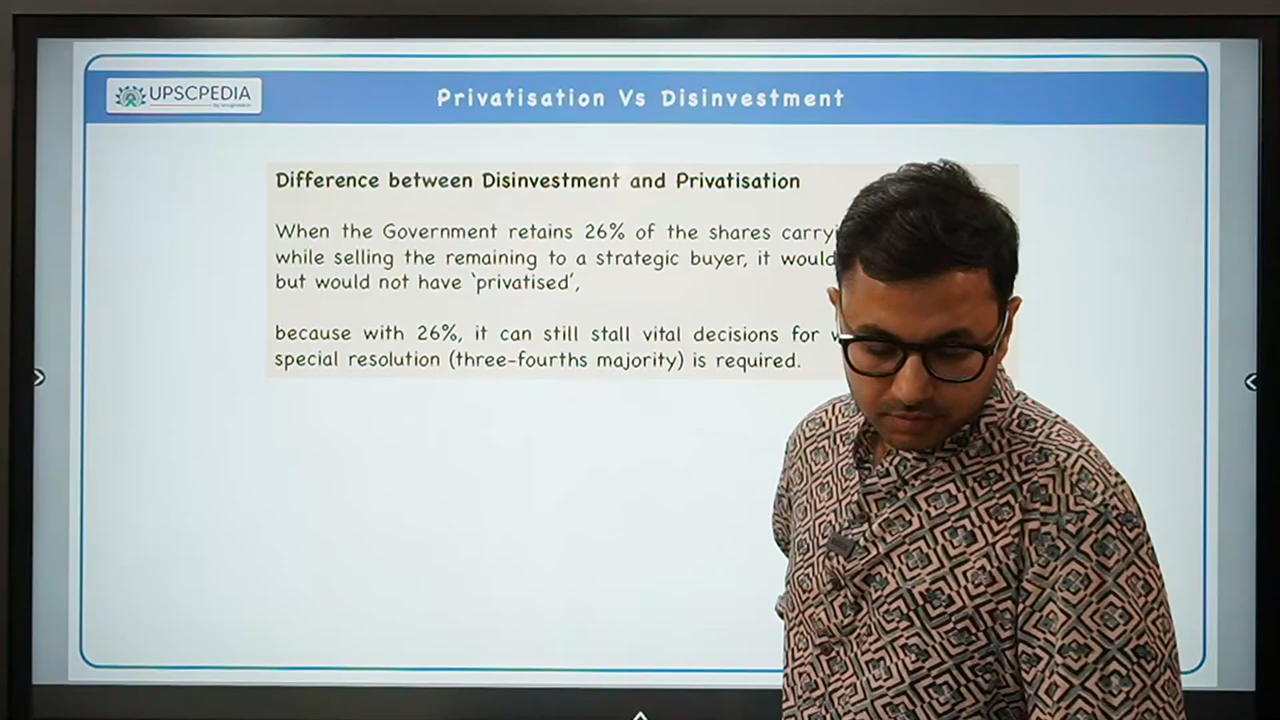 UPSCPEDIA
Privatisation Vs Disinvestment
Difference between Disinvestment and Privatisation
When the Government retains 26% of the shares
while selling the remaining to a strategic buyer, it would
but would not have ‘privatised’,
because with 26%, it can still stall vital decisions for
special resolution (three-fourths majority) is required.